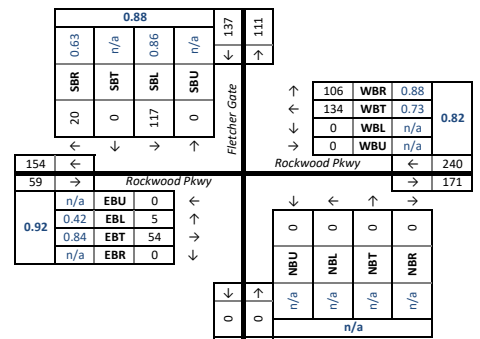 0.88
137
111
0.63
n/a
0.86
n/a
↓
↑
SBR
SBT
SBL
SBU
Fletcher Gate
20
0
117
0
←
↓
→
↑
↑ 106 WBR 0.88
← 134 WBT 0.73
0.82
↓ 0 WBL n/a
→ 0 WBU n/a
154 ←
Rockwood Pkwy
← 240
59 →
Rockwood Pkwy
→ 171
n/a EBU 0 ←
0.42 EBL 5 ↑
0.92
0.84 EBT 54 →
n/a EBR 0 ↓
↓
←
↑
→
0
0
0
0
NBU
NBL
NBT
NBR
↓
↑
n/a
n/a
n/a
n/a
0
0
n/a